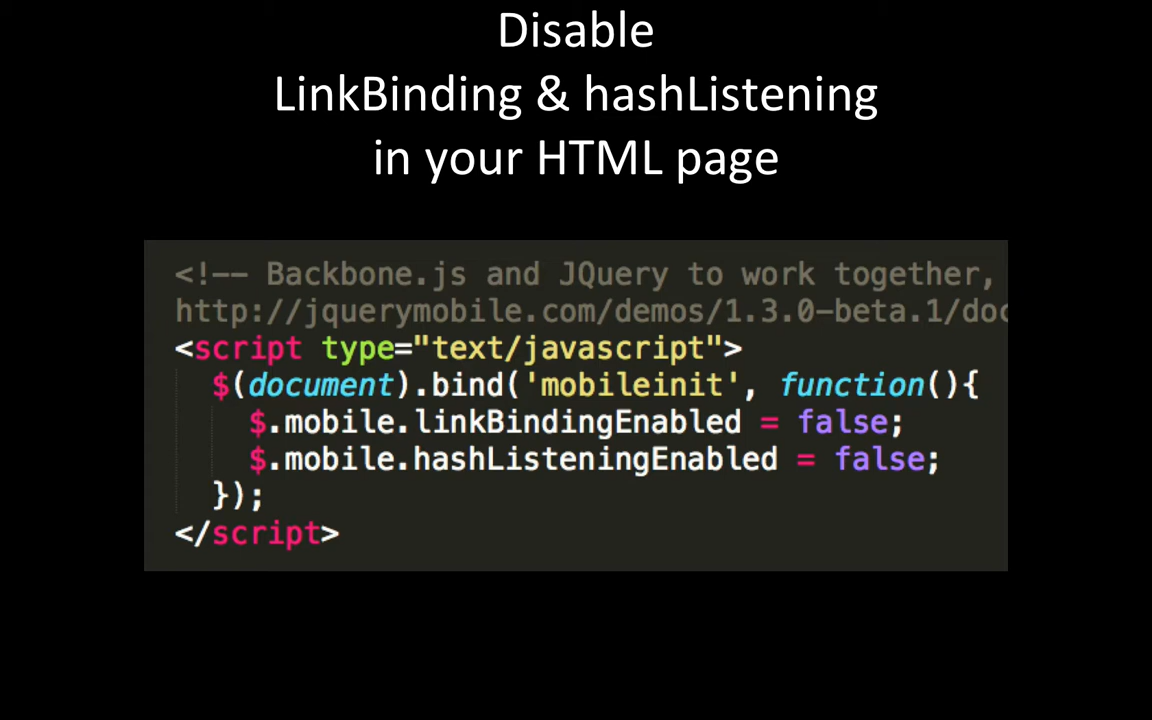 Disable
LinkBinding & hashListening
in your HTML page
<!-- Backbone.js and JQuery to work together,
http://jquerymobile.com/demos/1.3.0-beta.1/doc
<script type="text/javascript">
$(document).bind('mobileinit', function(){
$.mobile.linkBindingEnabled = false;
$.mobile.hashListeningEnabled = false;
});
</script>